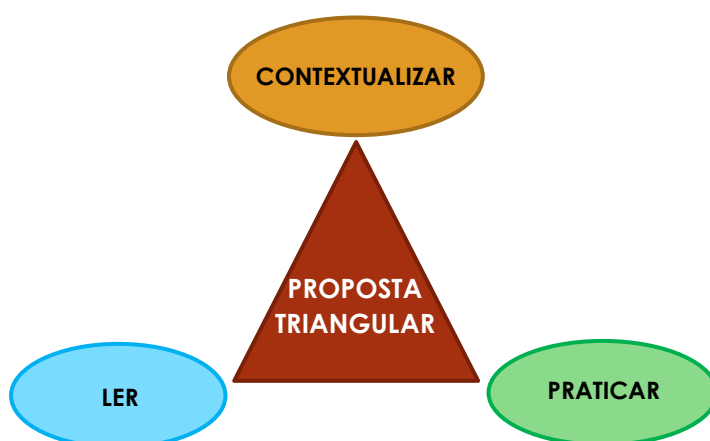 CONTEXTUALIZAR
PROPOSTA
TRIANGULAR
LER
PRATICAR